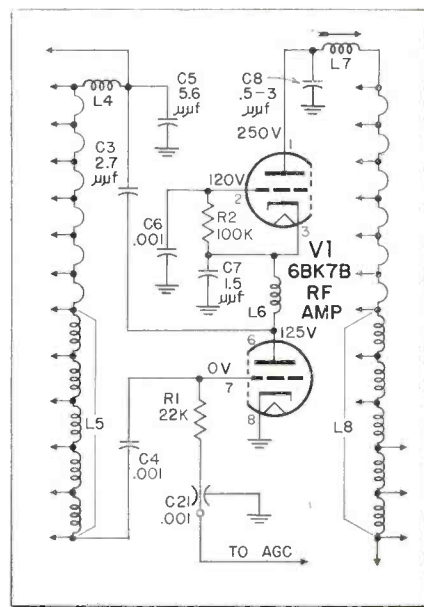 L4
C5
5.6
μμf
C8
.5-3
μμf
L7
250V
1
C3
2.7
μμf
120V
2
R2
100K
3
C6
.001
C7
1.5
μμf
L6
V1
6BK7B
RF
AMP
6
125V
0V
7
8
R1
22K
L5
L8
C4
.001
C21
.001
TO AGC